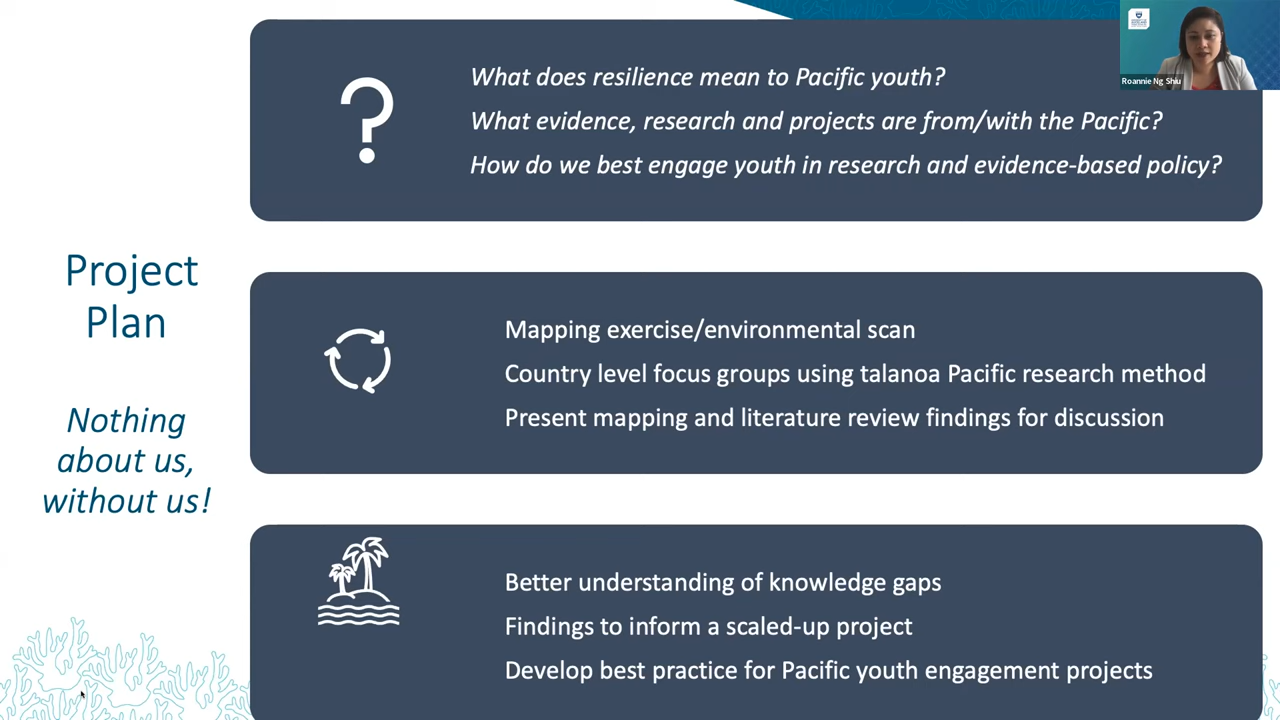 Project
Plan
Nothing
about us,
without us!
?
What does resilience mean to Pacific youth?
What evidence, research and projects are from/with the Pacific?
How do we best engage youth in research and evidence-based policy?
Mapping exercise/environmental scan
Country level focus groups using talanoa Pacific research method
Present mapping and literature review findings for discussion
Better understanding of knowledge gaps
Findings to inform a scaled-up project
Develop best practice for Pacific youth engagement projects
Roannie Ng Shiu